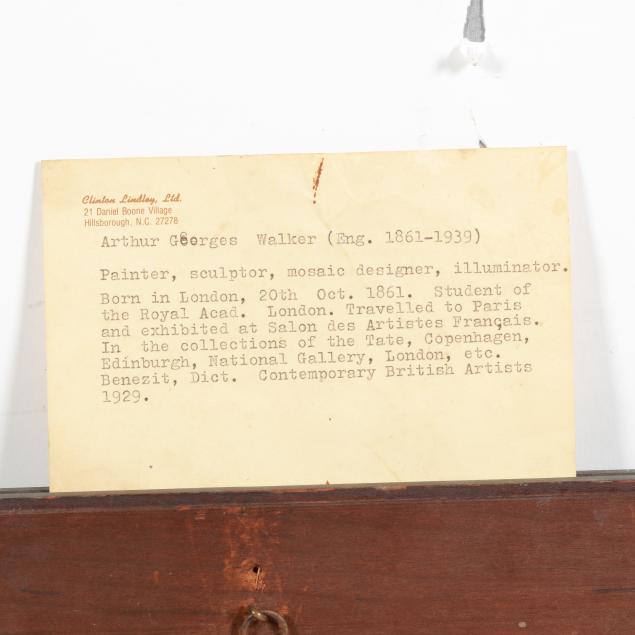 Clinton Lindley, Ltd.
21 Daniel Boone Village
Hillsborough, N.C. 27278
Arthur Georges Walker (Eng. 1861-1939)
Painter, sculptor, mosaic designer, illuminator.
Born in London, 20th Oct. 1861. Student of
the Royal Acad. London. Travelled to Paris
and exhibited at Salon des Artistes Français.
In the collections of the Tate, Copenhagen,
Edinburgh, National Gallery, London, etc.
Benezit, Dict. Contemporary British Artists
1929.